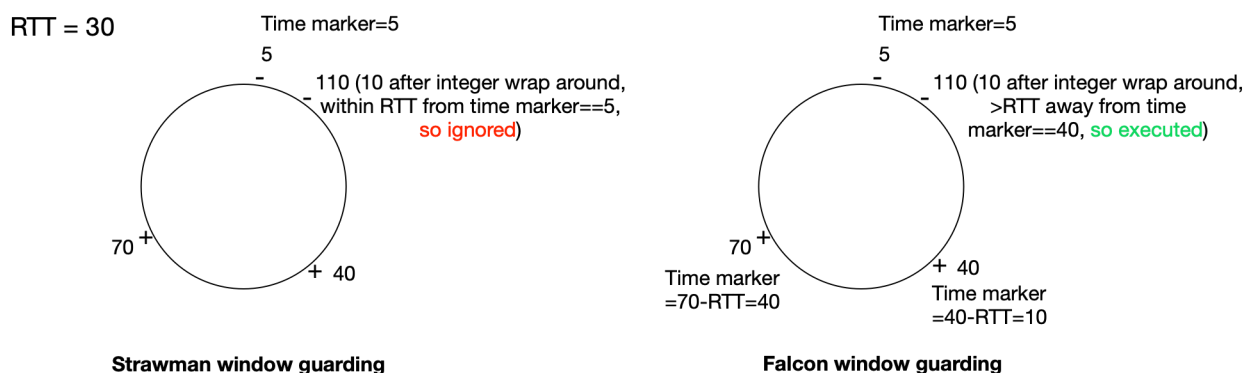 RTT = 30
Time marker=5
5
-
- 110 (10 after integer wrap around,
within RTT from time marker==5,
so ignored)
70 +
+ 40
Strawman window guarding
Time marker=5
5
-
- 110 (10 after integer wrap around,
>RTT away from time
marker==40, so executed)
70 +
Time marker
=70-RTT=40
+ 40
Time marker
=40-RTT=10
Falcon window guarding